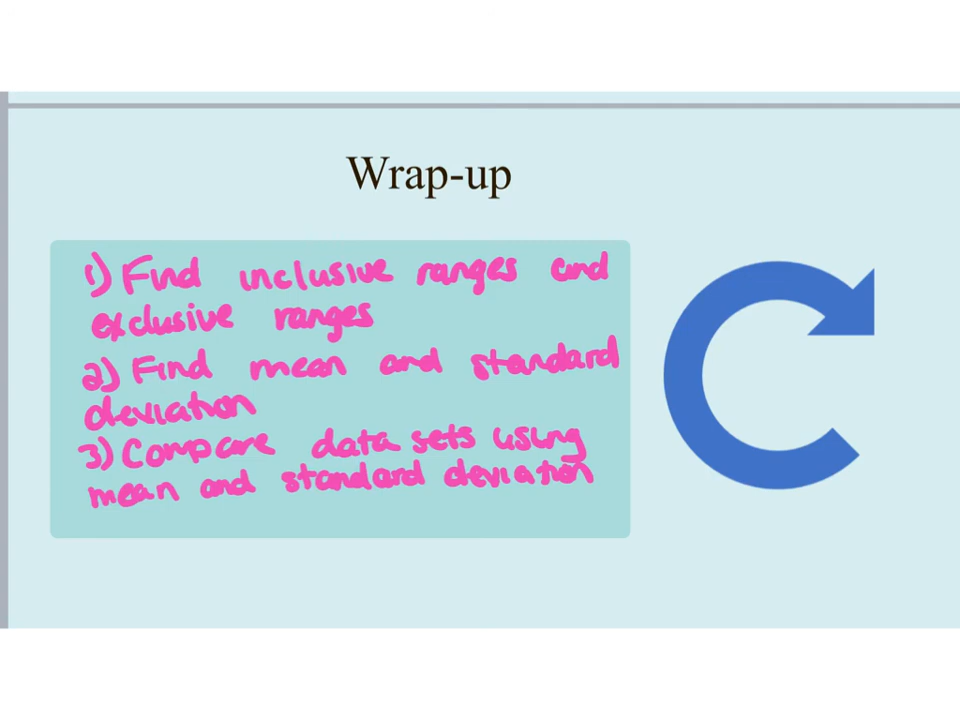 Wrap-up
1) Find inclusive ranges and
exclusive ranges
2) Find mean and standard
deviation
3) Compare data sets using
mean and standard deviation